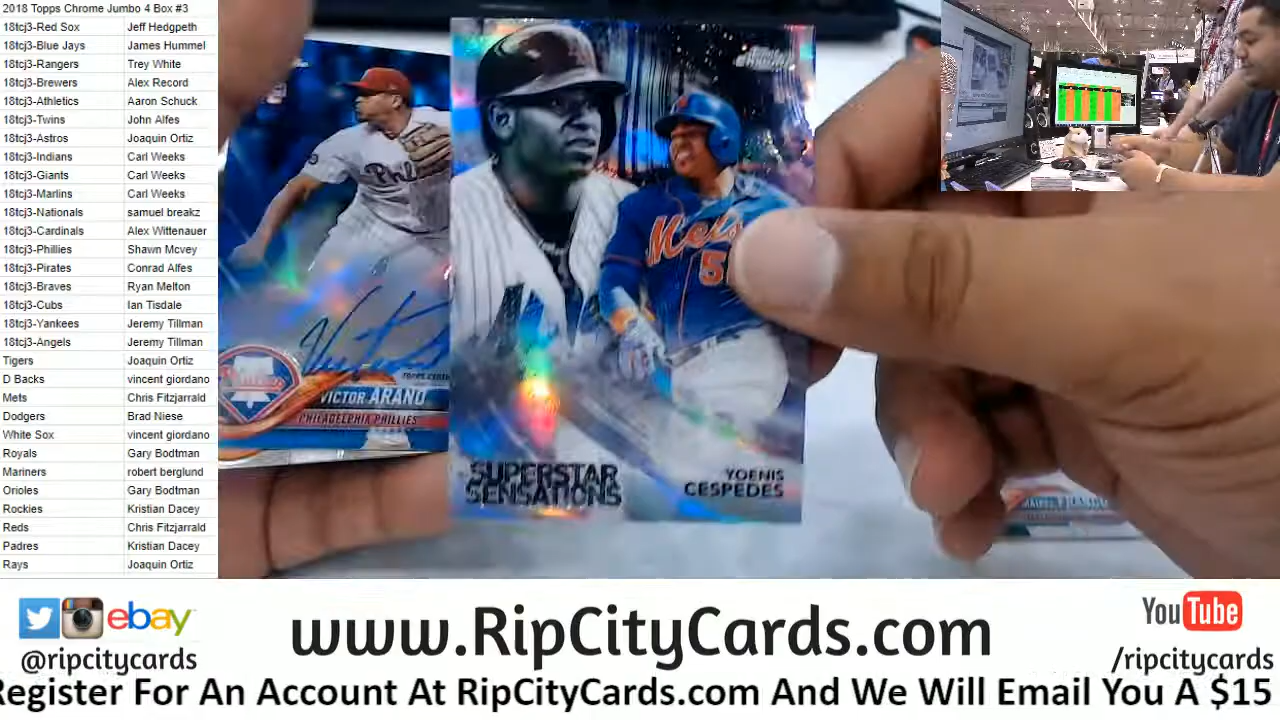 2018 Topps Chrome Jumbo 4 Box #3
18tcj3-Red Sox Jeff Hedgpeth
18tcj3-Blue Jays James Hummel
18tcj3-Rangers Trey White
18tcj3-Brewers Alex Record
18tcj3-Athletics Aaron Schuck
18tcj3-Twins John Alfes
18tcj3-Astros Joaquin Ortiz
18tcj3-Indians Carl Weeks
18tcj3-Giants Carl Weeks
18tcj3-Marlins Carl Weeks
18tcj3-Nationals samuel breakz
18tcj3-Cardinals Alex Wittenauer
18tcj3-Phillies Shawn Mcvey
18tcj3-Pirates Conrad Alfes
18tcj3-Braves Ryan Melton
18tcj3-Cubs Ian Tisdale
18tcj3-Yankees Jeremy Tillman
18tcj3-Angels Jeremy Tillman
Tigers Joaquin Ortiz
D Backs vincent giordano
Mets Chris Fitzjarrald
Dodgers Brad Niese
White Sox vincent giordano
Royals Gary Bodtman
Mariners robert berglund
Orioles Gary Bodtman
Rockies Kristian Dacey
Reds Chris Fitzjarrald
Padres Kristian Dacey
Rays Joaquin Ortiz
Phillies
VICTOR ARANO
PHILADELPHIA PHILLIES
Topps Chrome
Mets
5
SUPERSTAR
SENSATIONS
YOENIS
CESPEDES
ebay
@ripcitycards
www.RipCityCards.com
YouTube
/ripcitycards
Register For An Account At RipCityCards.com And We Will Email You A $15